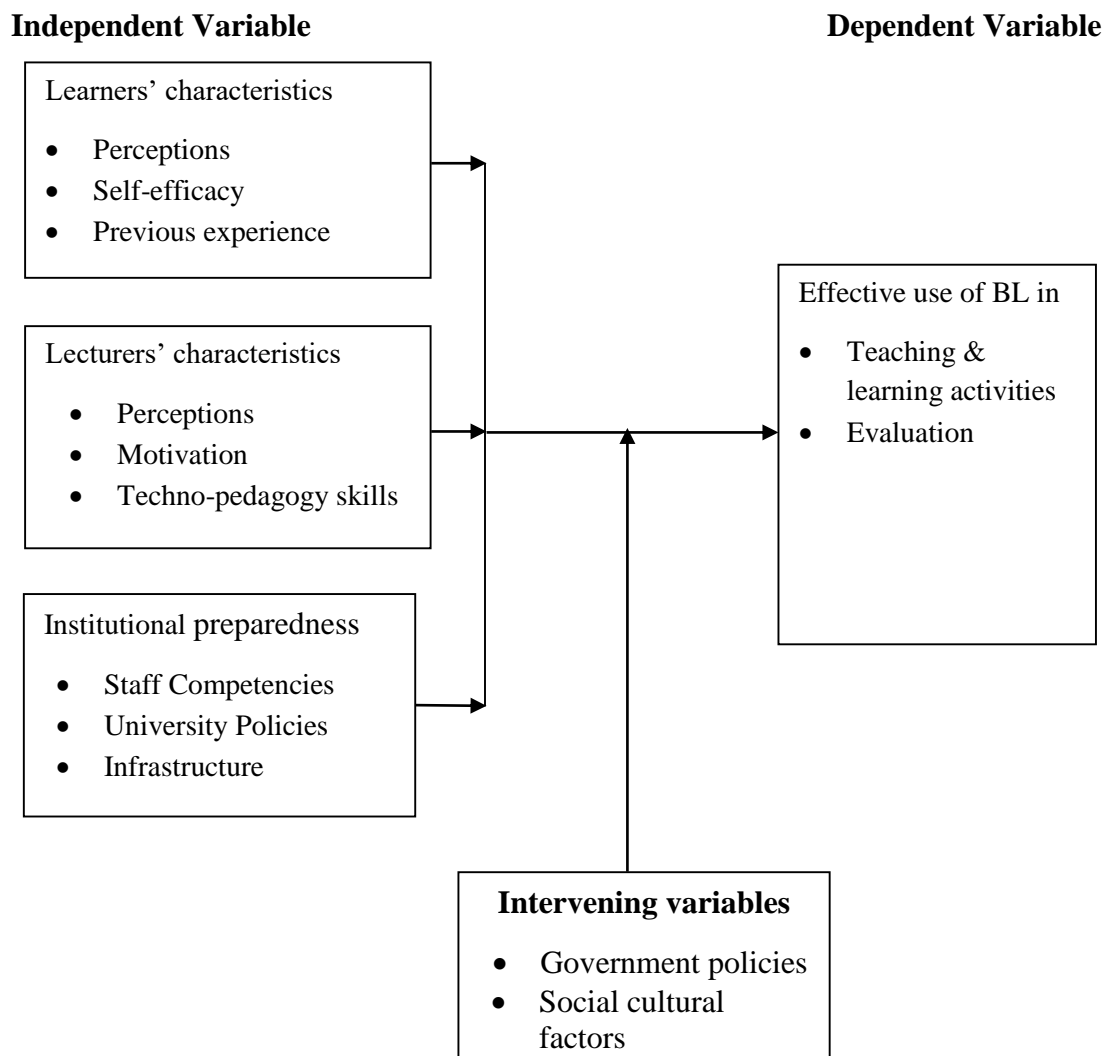 Independent Variable
Dependent Variable
Learners’ characteristics
• Perceptions
• Self-efficacy
• Previous experience
Lecturers’ characteristics
• Perceptions
• Motivation
• Techno-pedagogy skills
Institutional preparedness
• Staff Competencies
• University Policies
• Infrastructure
Effective use of BL in
• Teaching &
learning activities
• Evaluation
Intervening variables
• Government policies
• Social cultural
factors